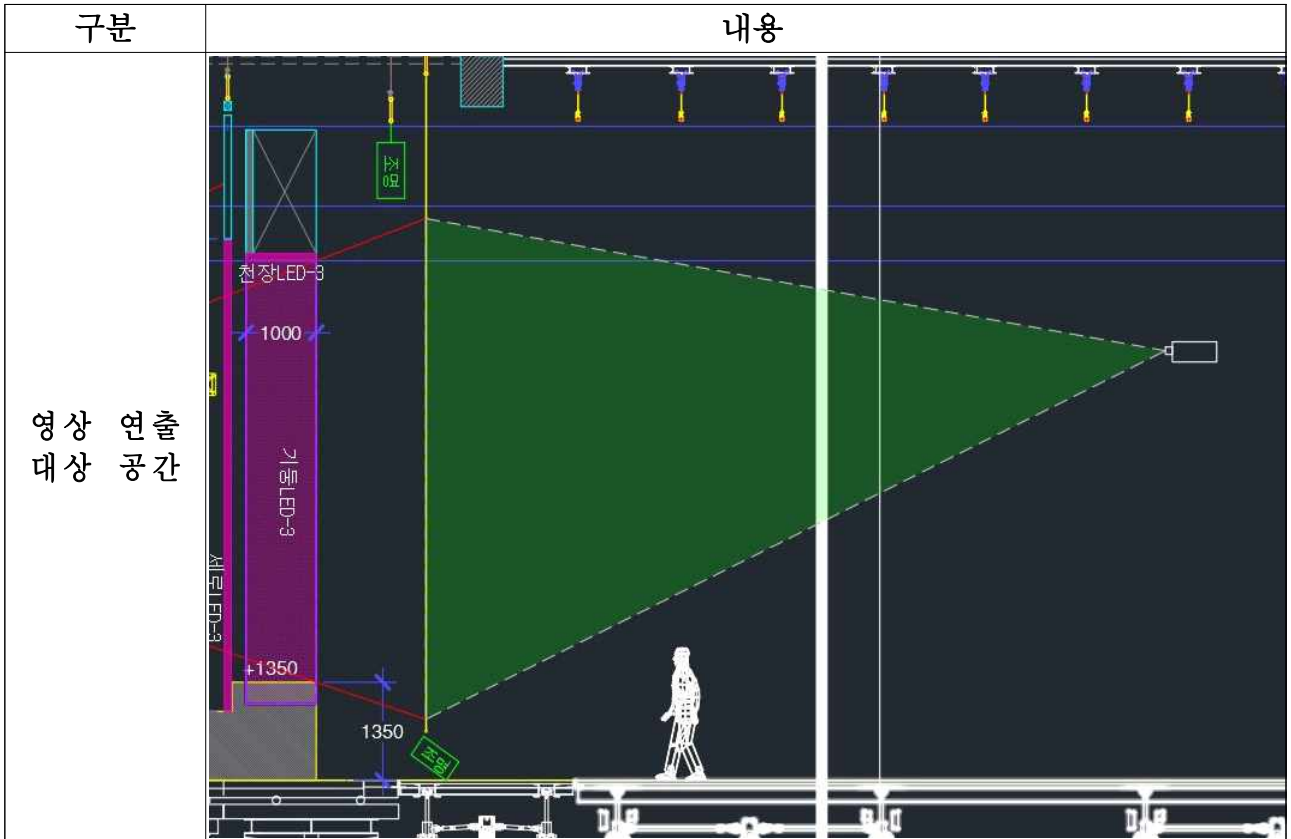 구분
내용
영상 연출
대상 공간
조명
천장LED-3
1000
기둥LED-3
세로LED-3
+1350
1350
조명